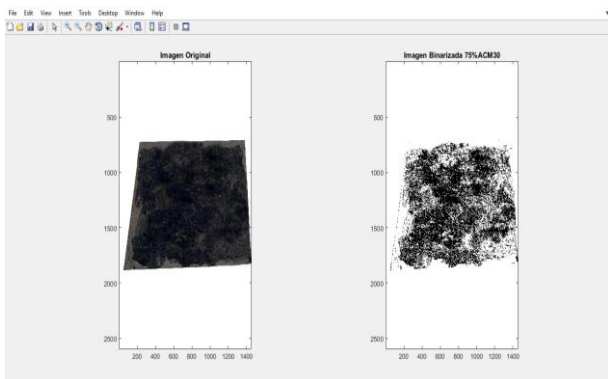 File Edit View Insert Tools Desktop Window Help
Imagen Original
500
1000
1500
2000
2500
200 400 600 800 1000 1200 1400
Imagen Binarizada 75%ACM30
500
1000
1500
2000
2500
200 400 600 800 1000 1200 1400